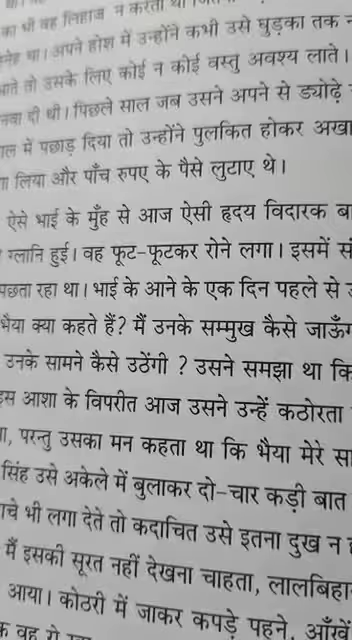 का भी वह लिहाज न करता था
स्नेह था। अपने होश में उन्होंने कभी उसे घुड़का तक न
आते तो उसके लिए कोई न कोई वस्तु अवश्य लाते।
नवा दी थी। पिछले साल जब उसने अपने से ड्योढ़े
ल में पछाड़ दिया तो उन्होंने पुलकित होकर अखा
ा लिया और पाँच रुपए के पैसे लुटाए थे।
ऐसे भाई के मुँह से आज ऐसी हृदय विदारक बा
ग्लानि हुई। वह फूट-फूटकर रोने लगा। इसमें सं
पछता रहा था। भाई के आने के एक दिन पहले से
भैया क्या कहते हैं? मैं उनके सम्मुख कैसे जाऊँग
उनके सामने कैसे उठेंगी ? उसने समझा था कि
इस आशा के विपरीत आज उसने उन्हें कठोरता
ा, परन्तु उसका मन कहता था कि भैया मेरे सा
सिंह उसे अकेले में बुलाकर दो-चार कड़ी बात
ाचे भी लगा देते तो कदाचित उसे इतना दुख न ह
मैं इसकी सूरत नहीं देखना चाहता, लालबिहा
आया। कोठरी में जाकर कपड़े पहने, आँखें
वह रो रहा